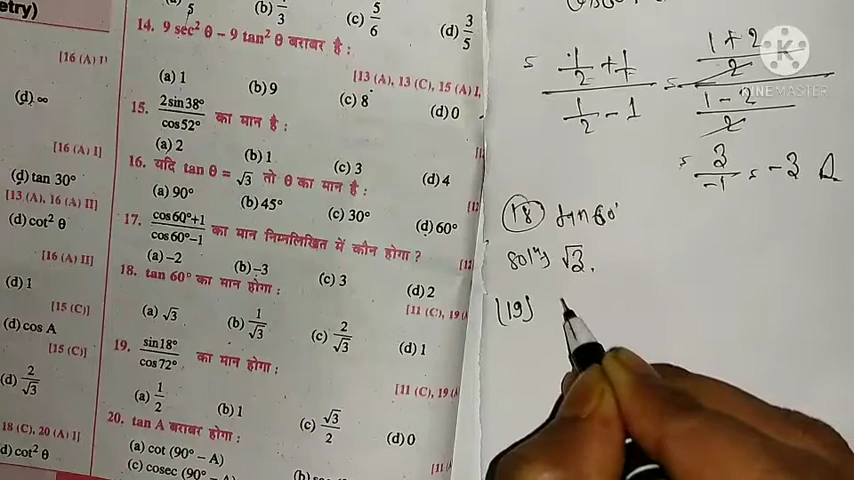 etry)
[16 (A) I]
(d) ∞
[16 (A) I]
(d) tan 30°
[13 (A), 16 (A) II]
(d) cot² θ
[16 (A) II]
(d) 1
[15 (C)]
(d) cos A
[15 (C)]
(d) 2/√3
18 (C), 20 (A) I]
(d) cot² θ
(c) 5/6
(d) 3/5
14. 9 sec² θ – 9 tan² θ बराबर है :
[13 (A), 13 (C), 15 (A) I,
(a) 1 (b) 9 (c) 8 (d) 0
15. 2sin38°/cos52° का मान है :
(a) 2 (b) 1 (c) 3 (d) 4
16. यदि tan θ = √3 तो θ का मान है :
(a) 90° (b) 45° (c) 30° (d) 60°
17. cos60°+1/cos60°–1 का मान निम्नलिखित में कौन होगा ?
(a) –2 (b) –3 (c) 3 (d) 2
18. tan 60° का मान होगा :
[11 (C), 19 (A
(a) √3 (b) 1/√3 (c) 2/√3 (d) 1
19. sin18°/cos72° का मान होगा :
[11 (C), 19 (A
(a) 1/2 (b) 1 (c) √3/2 (d) 0
20. tan A बराबर होगा :
(a) cot (90° – A)
(c) cosec (90° – A)
K
KINEMASTER
1/2 + 1 / 1/2 - 1 = 1+2/2 / 1-2/2
= 3/-1 = -3 A
(18) tan 60°
solⁿ) √3.
(19)